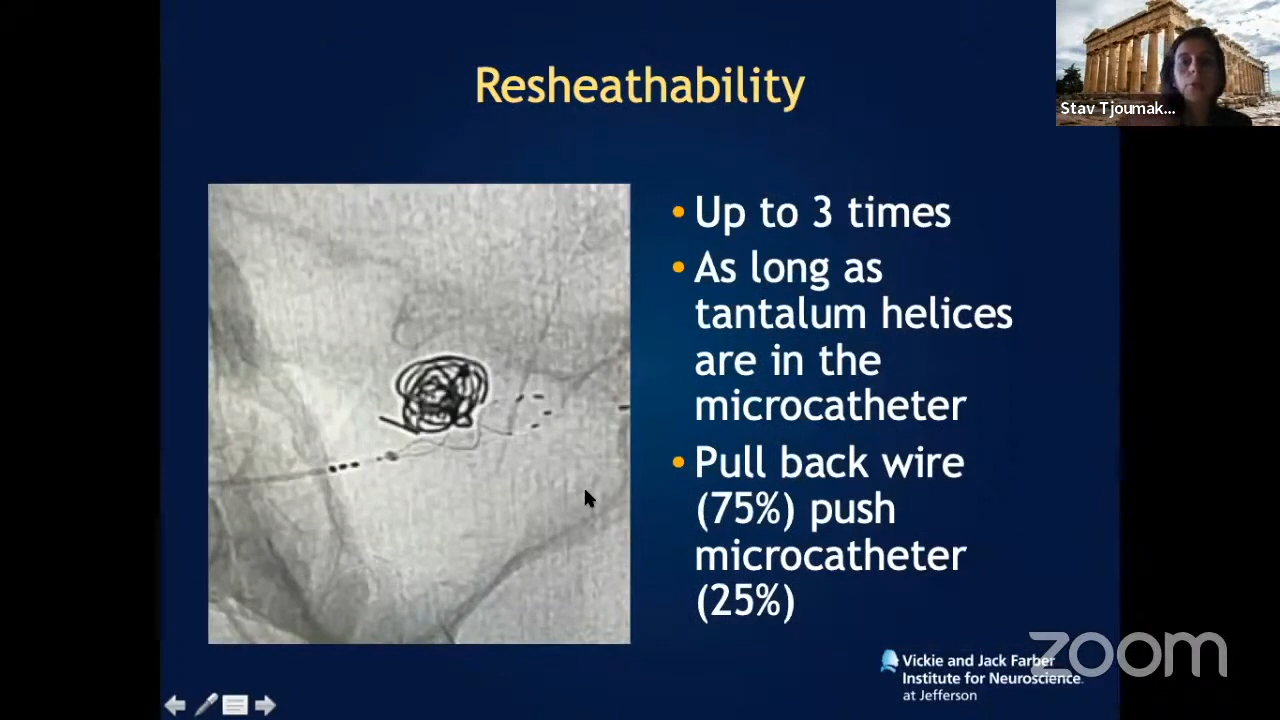 Resheathability
Stav Tjoumak...
• Up to 3 times
• As long as
tantalum helices
are in the
microcatheter
• Pull back wire
(75%) push
microcatheter
(25%)
zoom
Vickie and Jack Farber
Institute for Neuroscience
at Jefferson